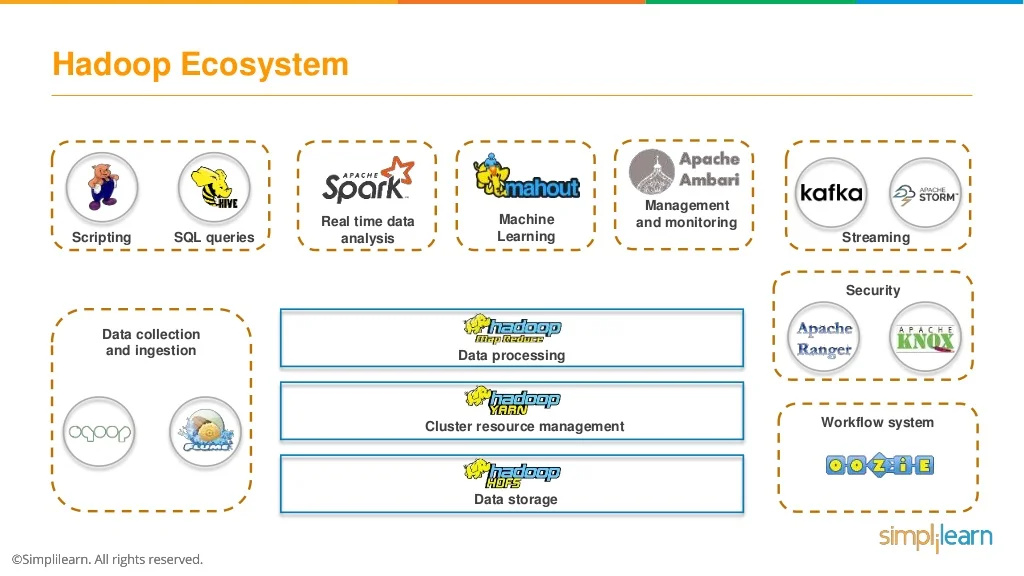 Hadoop Ecosystem
Scripting
HIVE
SQL queries
APACHE
Spark
Real time data
analysis
mahout
Machine
Learning
Apache
Ambari
Management
and monitoring
kafka
APACHE
STORM™
Streaming
Security
Apache
Ranger
APACHE
KNOX
Data collection
and ingestion
sqoop
FLUME
hadoop
Map Reduce
Data processing
hadoop
YARN
Cluster resource management
hadoop
HDFS
Data storage
Workflow system
OOZIE
simplilearn
©Simplilearn. All rights reserved.